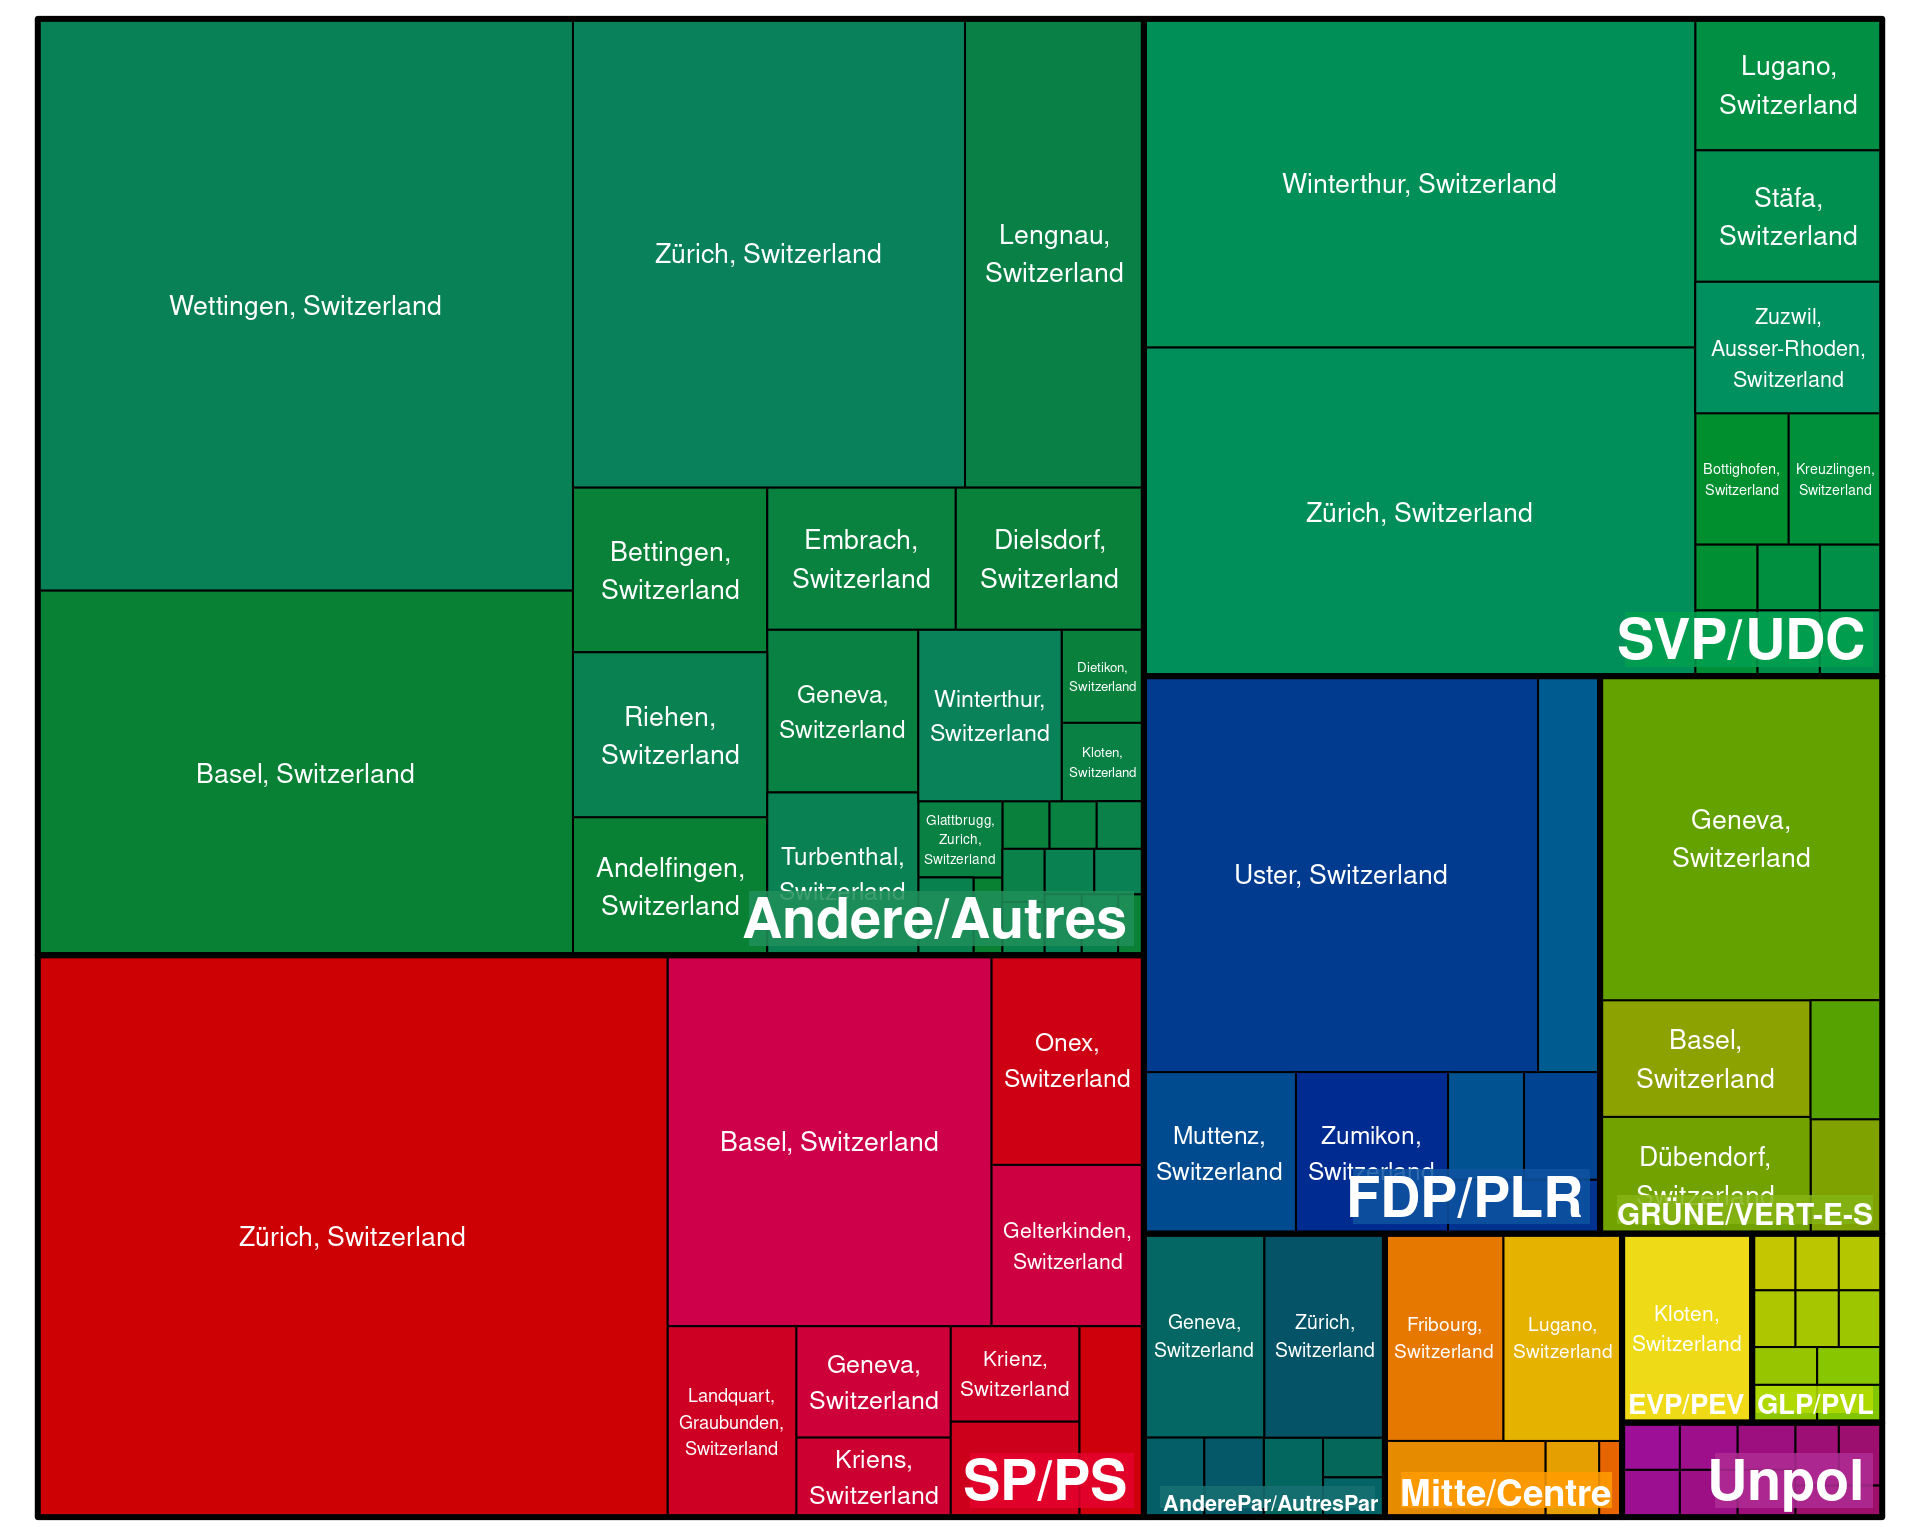 Wettingen, Switzerland
Zürich, Switzerland
Lengnau,
Switzerland
Basel, Switzerland
Bettingen,
Switzerland
Embrach,
Switzerland
Dielsdorf,
Switzerland
Riehen,
Switzerland
Geneva,
Switzerland
Winterthur,
Switzerland
Dietikon,
Switzerland
Kloten,
Switzerland
Andelfingen,
Switzerland
Turbenthal,
Switzerland
Glattbrugg,
Zurich,
Switzerland
Andere/Autres
Winterthur, Switzerland
Lugano,
Switzerland
Stäfa,
Switzerland
Zuzwil,
Ausser-Rhoden,
Switzerland
Zürich, Switzerland
Bottighofen,
Switzerland
Kreuzlingen,
Switzerland
SVP/UDC
Zürich, Switzerland
Basel, Switzerland
Onex,
Switzerland
Gelterkinden,
Switzerland
Landquart,
Graubunden,
Switzerland
Geneva,
Switzerland
Krienz,
Switzerland
Kriens,
Switzerland
SP/PS
Uster, Switzerland
Muttenz,
Switzerland
Zumikon,
Switzerland
FDP/PLR
Geneva,
Switzerland
Basel,
Switzerland
Dübendorf,
Switzerland
GRÜNE/VERT-E-S
Geneva,
Switzerland
Zürich,
Switzerland
AnderePar/AutresPar
Fribourg,
Switzerland
Lugano,
Switzerland
Mitte/Centre
Kloten,
Switzerland
EVP/PEV
GLP/PVL
Unpol